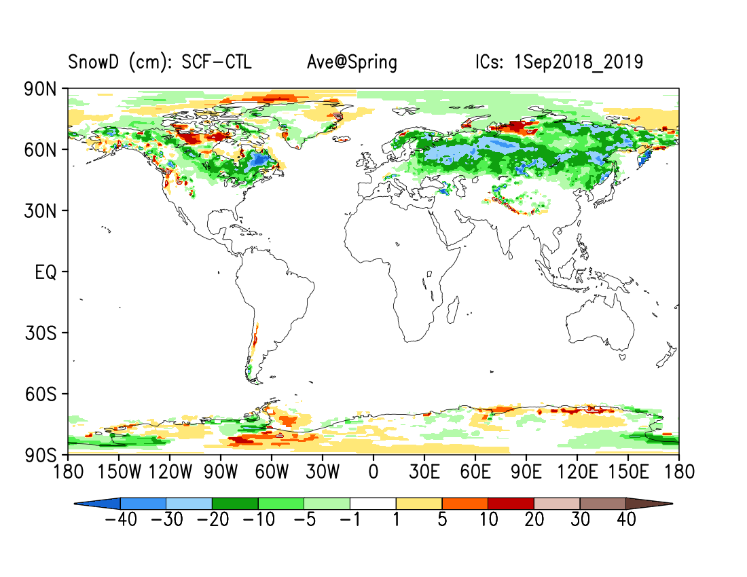 SnowD (cm): SCF-CTL Ave@Spring ICs: 1Sep2018_2019
90N
60N
30N
EQ
30S
60S
90S
180 150W 120W 90W 60W 30W 0 30E 60E 90E 120E 150E 180
-40 -30 -20 -10 -5 -1 1 5 10 20 30 40